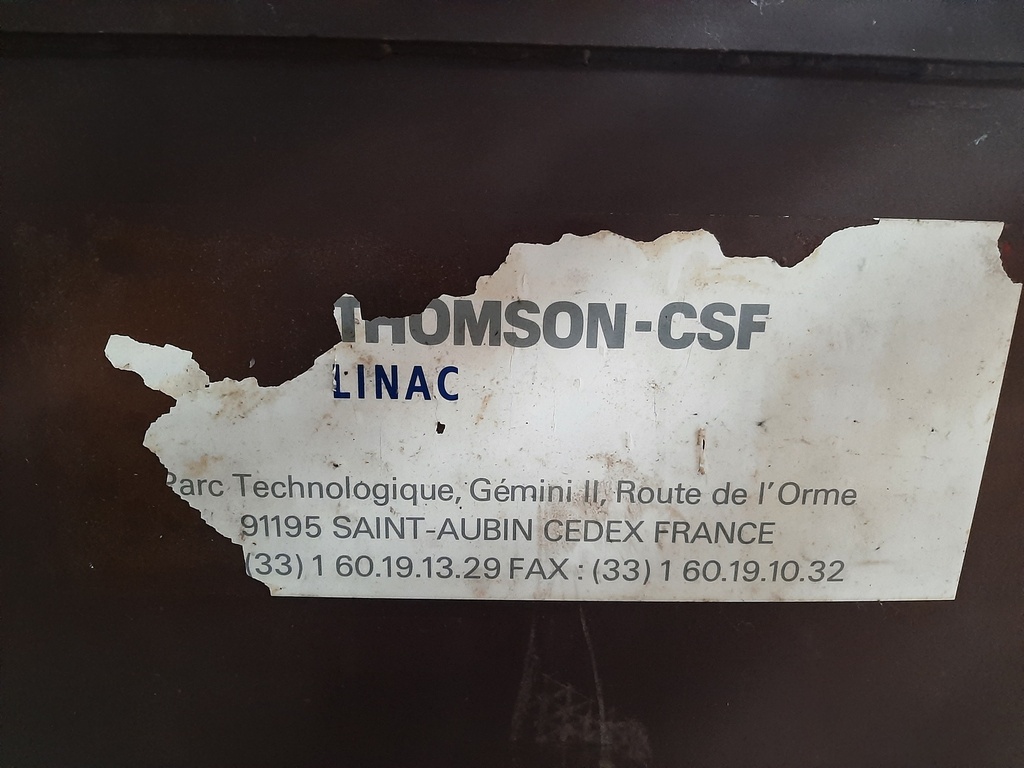 THOMSON-CSF
LINAC
Parc Technologique, Gémini II, Route de l'Orme
91195 SAINT-AUBIN CEDEX FRANCE
(33) 1 60.19.13.29 FAX : (33) 1 60.19.10.32